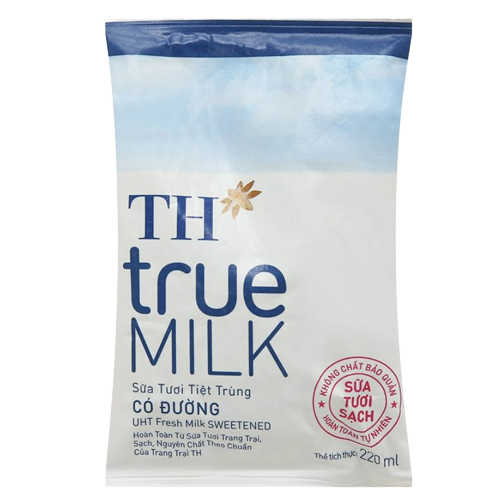 TH
true
MILK
Sữa Tươi Tiệt Trùng
CÓ ĐƯỜNG
UHT Fresh Milk SWEETENED
Hoàn Toàn Từ Sữa Tươi Trang Trại,
Sạch, Nguyên Chất Theo Chuẩn
Của Trang Trại TH
KHÔNG CHẤT BẢO QUẢN
SỮA
TƯƠI
SẠCH
HOÀN TOÀN TỰ NHIÊN
Thể tích thực: 220 ml